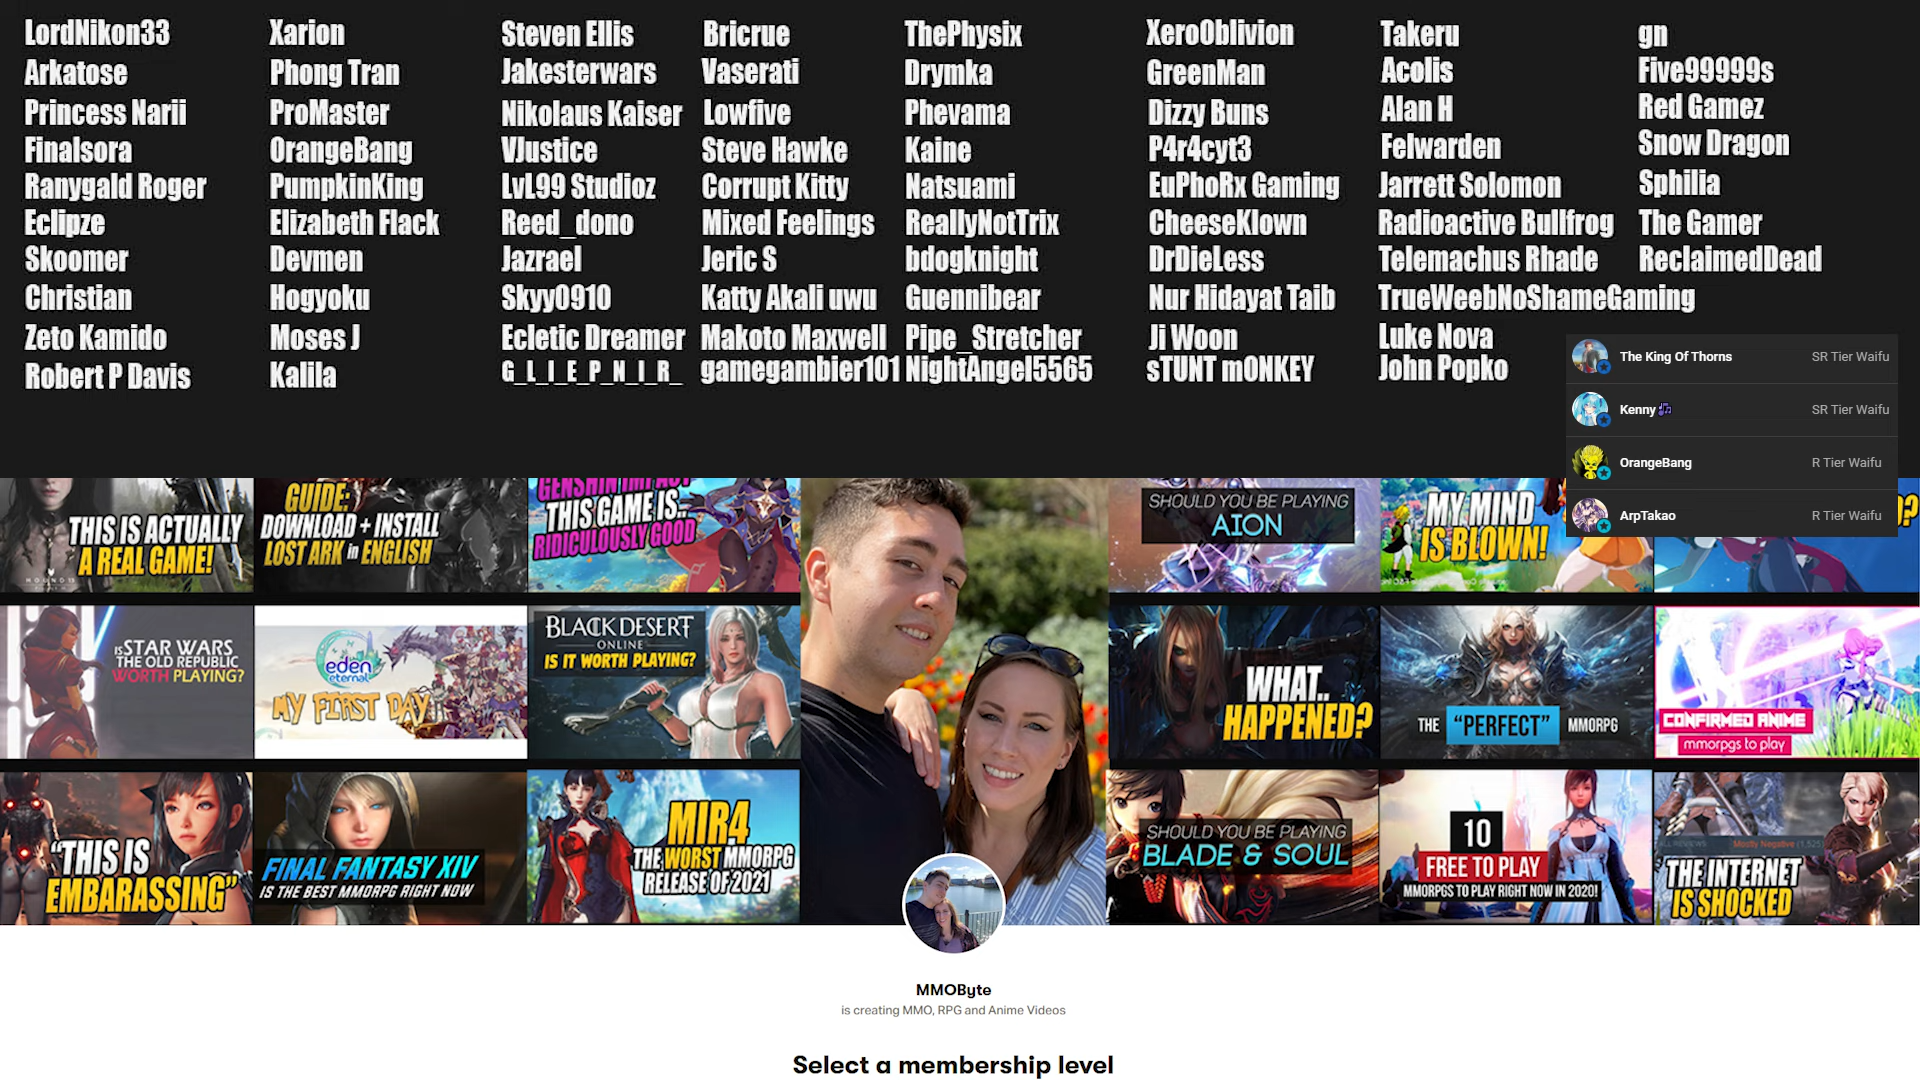 LordNikon33
Arkatose
Princess Narii
Finalsora
Ranygald Roger
Eclipze
Skoomer
Christian
Zeto Kamido
Robert P Davis
Xarion
Phong Tran
ProMaster
OrangeBang
PumpkinKing
Elizabeth Flack
Devmen
Hogyoku
Moses J
Kalila
Steven Ellis
Jakesterwars
Nikolaus Kaiser
VJustice
LvL99 Studioz
Reed_dono
Jazrael
Skyy0910
Ecletic Dreamer
G_L_I_E_P_N_I_R_
Bricrue
Vaserati
Lowfive
Steve Hawke
Corrupt Kitty
Mixed Feelings
Jeric S
Katty Akali uwu
Makoto Maxwell
gamegambier101
ThePhysix
Drymka
Phevama
Kaine
Natsuami
ReallyNotTrix
bdogknight
Guennibear
Pipe_Stretcher
NightAngel5565
XeroOblivion
GreenMan
Dizzy Buns
P4r4cyt3
EuPhoRx Gaming
CheeseKlown
DrDieLess
Nur Hidayat Taib
Ji Woon
sTUNT mONKEY
Takeru
Acolis
Alan H
Felwarden
Jarrett Solomon
Radioactive Bullfrog
Telemachus Rhade
TrueWeebNoShameGaming
Luke Nova
John Popko
gn
Five99999s
Red Gamez
Snow Dragon
Sphilia
The Gamer
ReclaimedDead
The King Of Thorns SR Tier Waifu
Kenny SR Tier Waifu
OrangeBang R Tier Waifu
ArpTakao R Tier Waifu
THIS IS ACTUALLY
A REAL GAME!
HOUND13
GUIDE:
DOWNLOAD + INSTALL
LOST ARK in ENGLISH
GENSHIN IMPACT
THIS GAME IS..
RIDICULOUSLY GOOD
SHOULD YOU BE PLAYING
AION
MY MIND
IS BLOWN!
?
IS STAR WARS
THE OLD REPUBLIC
WORTH PLAYING?
eden
eternal
MY FIRST DAY
BLACK DESERT
ONLINE
IS IT WORTH PLAYING?
WHAT..
HAPPENED?
THE "PERFECT" MMORPG
CONFIRMED ANIME
mmorpgs to play
"THIS IS
EMBARASSING"
FINAL FANTASY XIV
IS THE BEST MMORPG RIGHT NOW
MIR4
THE WORST MMORPG
RELEASE OF 2021
SHOULD YOU BE PLAYING
BLADE & SOUL
10
FREE TO PLAY
MMORPGS TO PLAY RIGHT NOW IN 2020!
ALL REVIEWS Mostly Negative (1,525
THE INTERNET
IS SHOCKED
MMOByte
is creating MMO, RPG and Anime Videos
Select a membership level